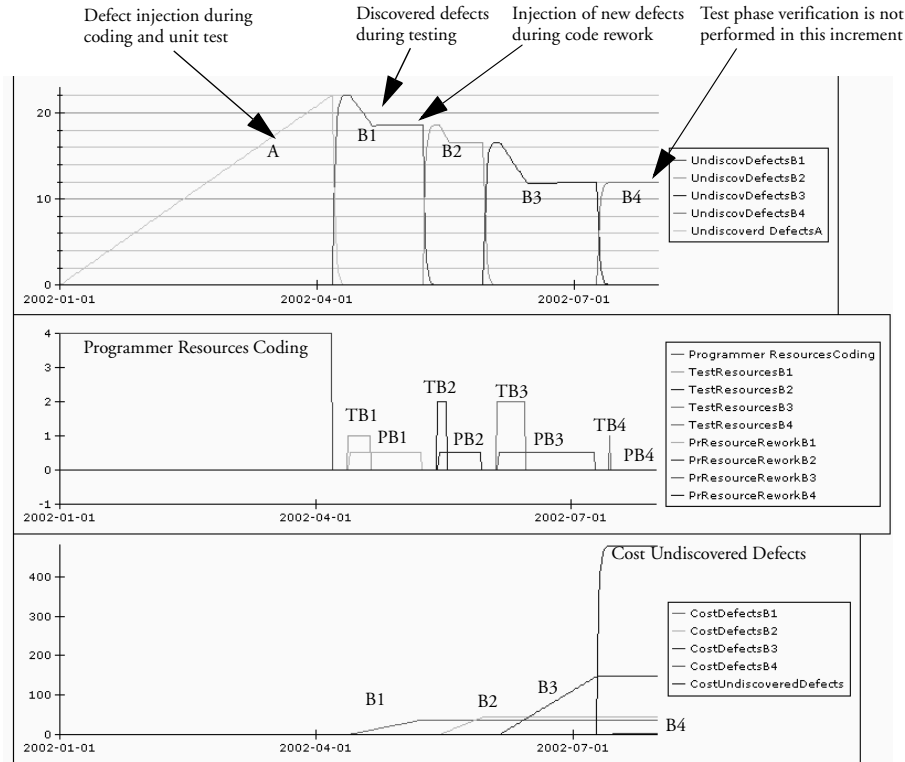 Defect injection during
coding and unit test
Discovered defects
during testing
Injection of new defects
during code rework
Test phase verification is not
performed in this increment
20
10
0
A
B1
B2
B3
B4
2002-01-01
2002-04-01
2002-07-01
UndiscovDefectsB1
UndiscovDefectsB2
UndiscovDefectsB3
UndiscovDefectsB4
Undiscoverd DefectsA
4
3
2
1
0
-1
Programmer Resources Coding
TB1
PB1
TB2
PB2
TB3
PB3
TB4
PB4
2002-01-01
2002-04-01
2002-07-01
Programmer ResourcesCoding
TestResourcesB1
TestResourcesB2
TestResourcesB3
TestResourcesB4
PrResourceReworkB1
PrResourceReworkB2
PrResourceReworkB3
PrResourceReworkB4
400
300
200
100
0
Cost Undiscovered Defects
B1
B2
B3
B4
2002-01-01
2002-04-01
2002-07-01
CostDefectsB1
CostDefectsB2
CostDefectsB3
CostDefectsB4
CostUndiscoveredDefects